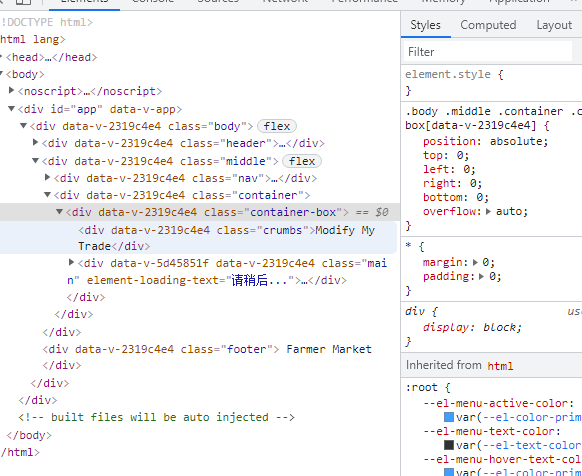 Elements Console Sources Network Performance Memory Application
!DOCTYPE html>
html lang>
<head>…</head>
<body>
<noscript>…</noscript>
<div id="app" data-v-app>
<div data-v-2319c4e4 class="body"> flex
<div data-v-2319c4e4 class="header">…</div>
<div data-v-2319c4e4 class="middle"> flex
<div data-v-2319c4e4 class="nav">…</div>
<div data-v-2319c4e4 class="container">
<div data-v-2319c4e4 class="container-box"> == $0
<div data-v-2319c4e4 class="crumbs">Modify My
Trade</div>
<div data-v-5d45851f data-v-2319c4e4 class="mai
n" element-loading-text="请稍后...">…</div>
</div>
</div>
</div>
<div data-v-2319c4e4 class="footer"> Farmer Market
</div>
</div>
</div>
<!-- built files will be auto injected -->
</body>
/html>
Styles Computed Layout
Filter
element.style {
}
.body .middle .container .c
box[data-v-2319c4e4] {
position: absolute;
top: 0;
left: 0;
right: 0;
bottom: 0;
overflow: auto;
}
* {
margin: 0;
padding: 0;
}
div { us
display: block;
}
Inherited from html
:root {
--el-menu-active-color:
var(--el-color-prim
--el-menu-text-color:
var(--el-text-color
--el-menu-hover-text-col
var(--el-color-prim